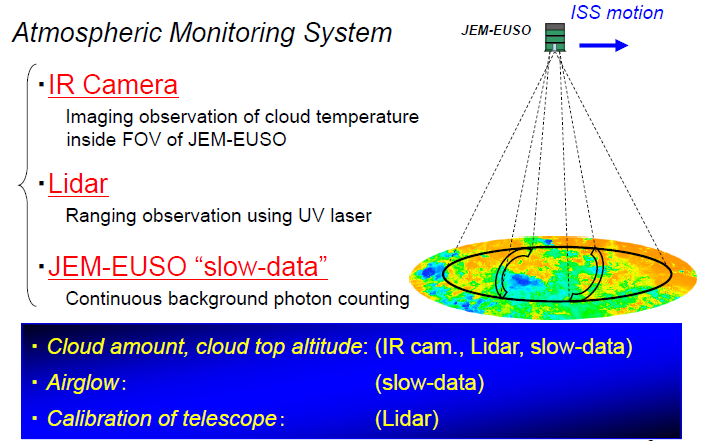 Atmospheric Monitoring System
JEM-EUSO
ISS motion
・IR Camera
Imaging observation of cloud temperature
inside FOV of JEM-EUSO
・Lidar
Ranging observation using UV laser
・JEM-EUSO “slow-data”
Continuous background photon counting
・Cloud amount, cloud top altitude: (IR cam., Lidar, slow-data)
・Airglow: (slow-data)
・Calibration of telescope: (Lidar)